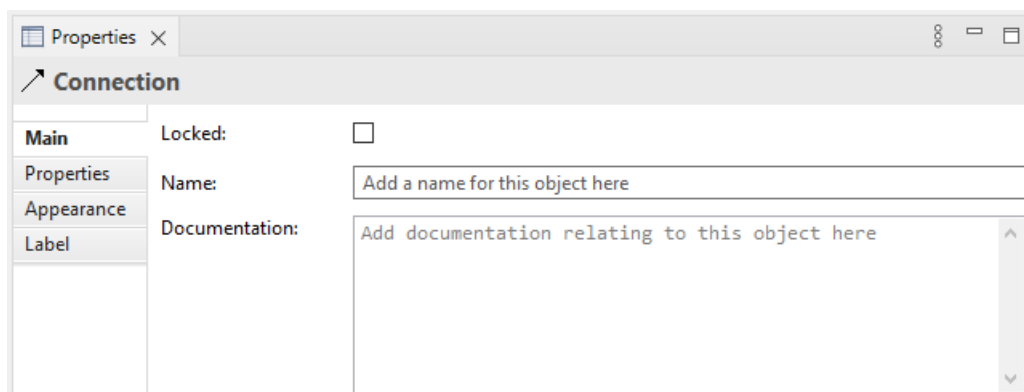 Properties
Connection
Main
Locked:
Properties
Name:
Add a name for this object here
Appearance
Documentation:
Add documentation relating to this object here
Label